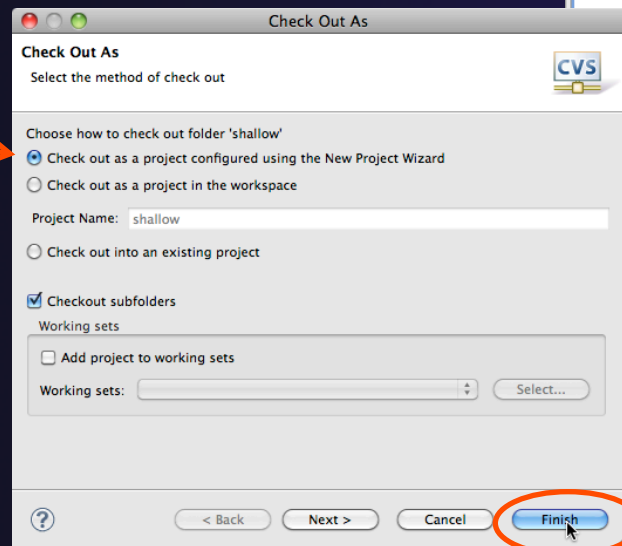 Check Out As
Check Out As
Select the method of check out
CVS
Choose how to check out folder 'shallow'
Check out as a project configured using the New Project Wizard
Check out as a project in the workspace
Project Name: shallow
Check out into an existing project
Checkout subfolders
Working sets
Add project to working sets
Working sets: Select...
? < Back Next > Cancel Finish